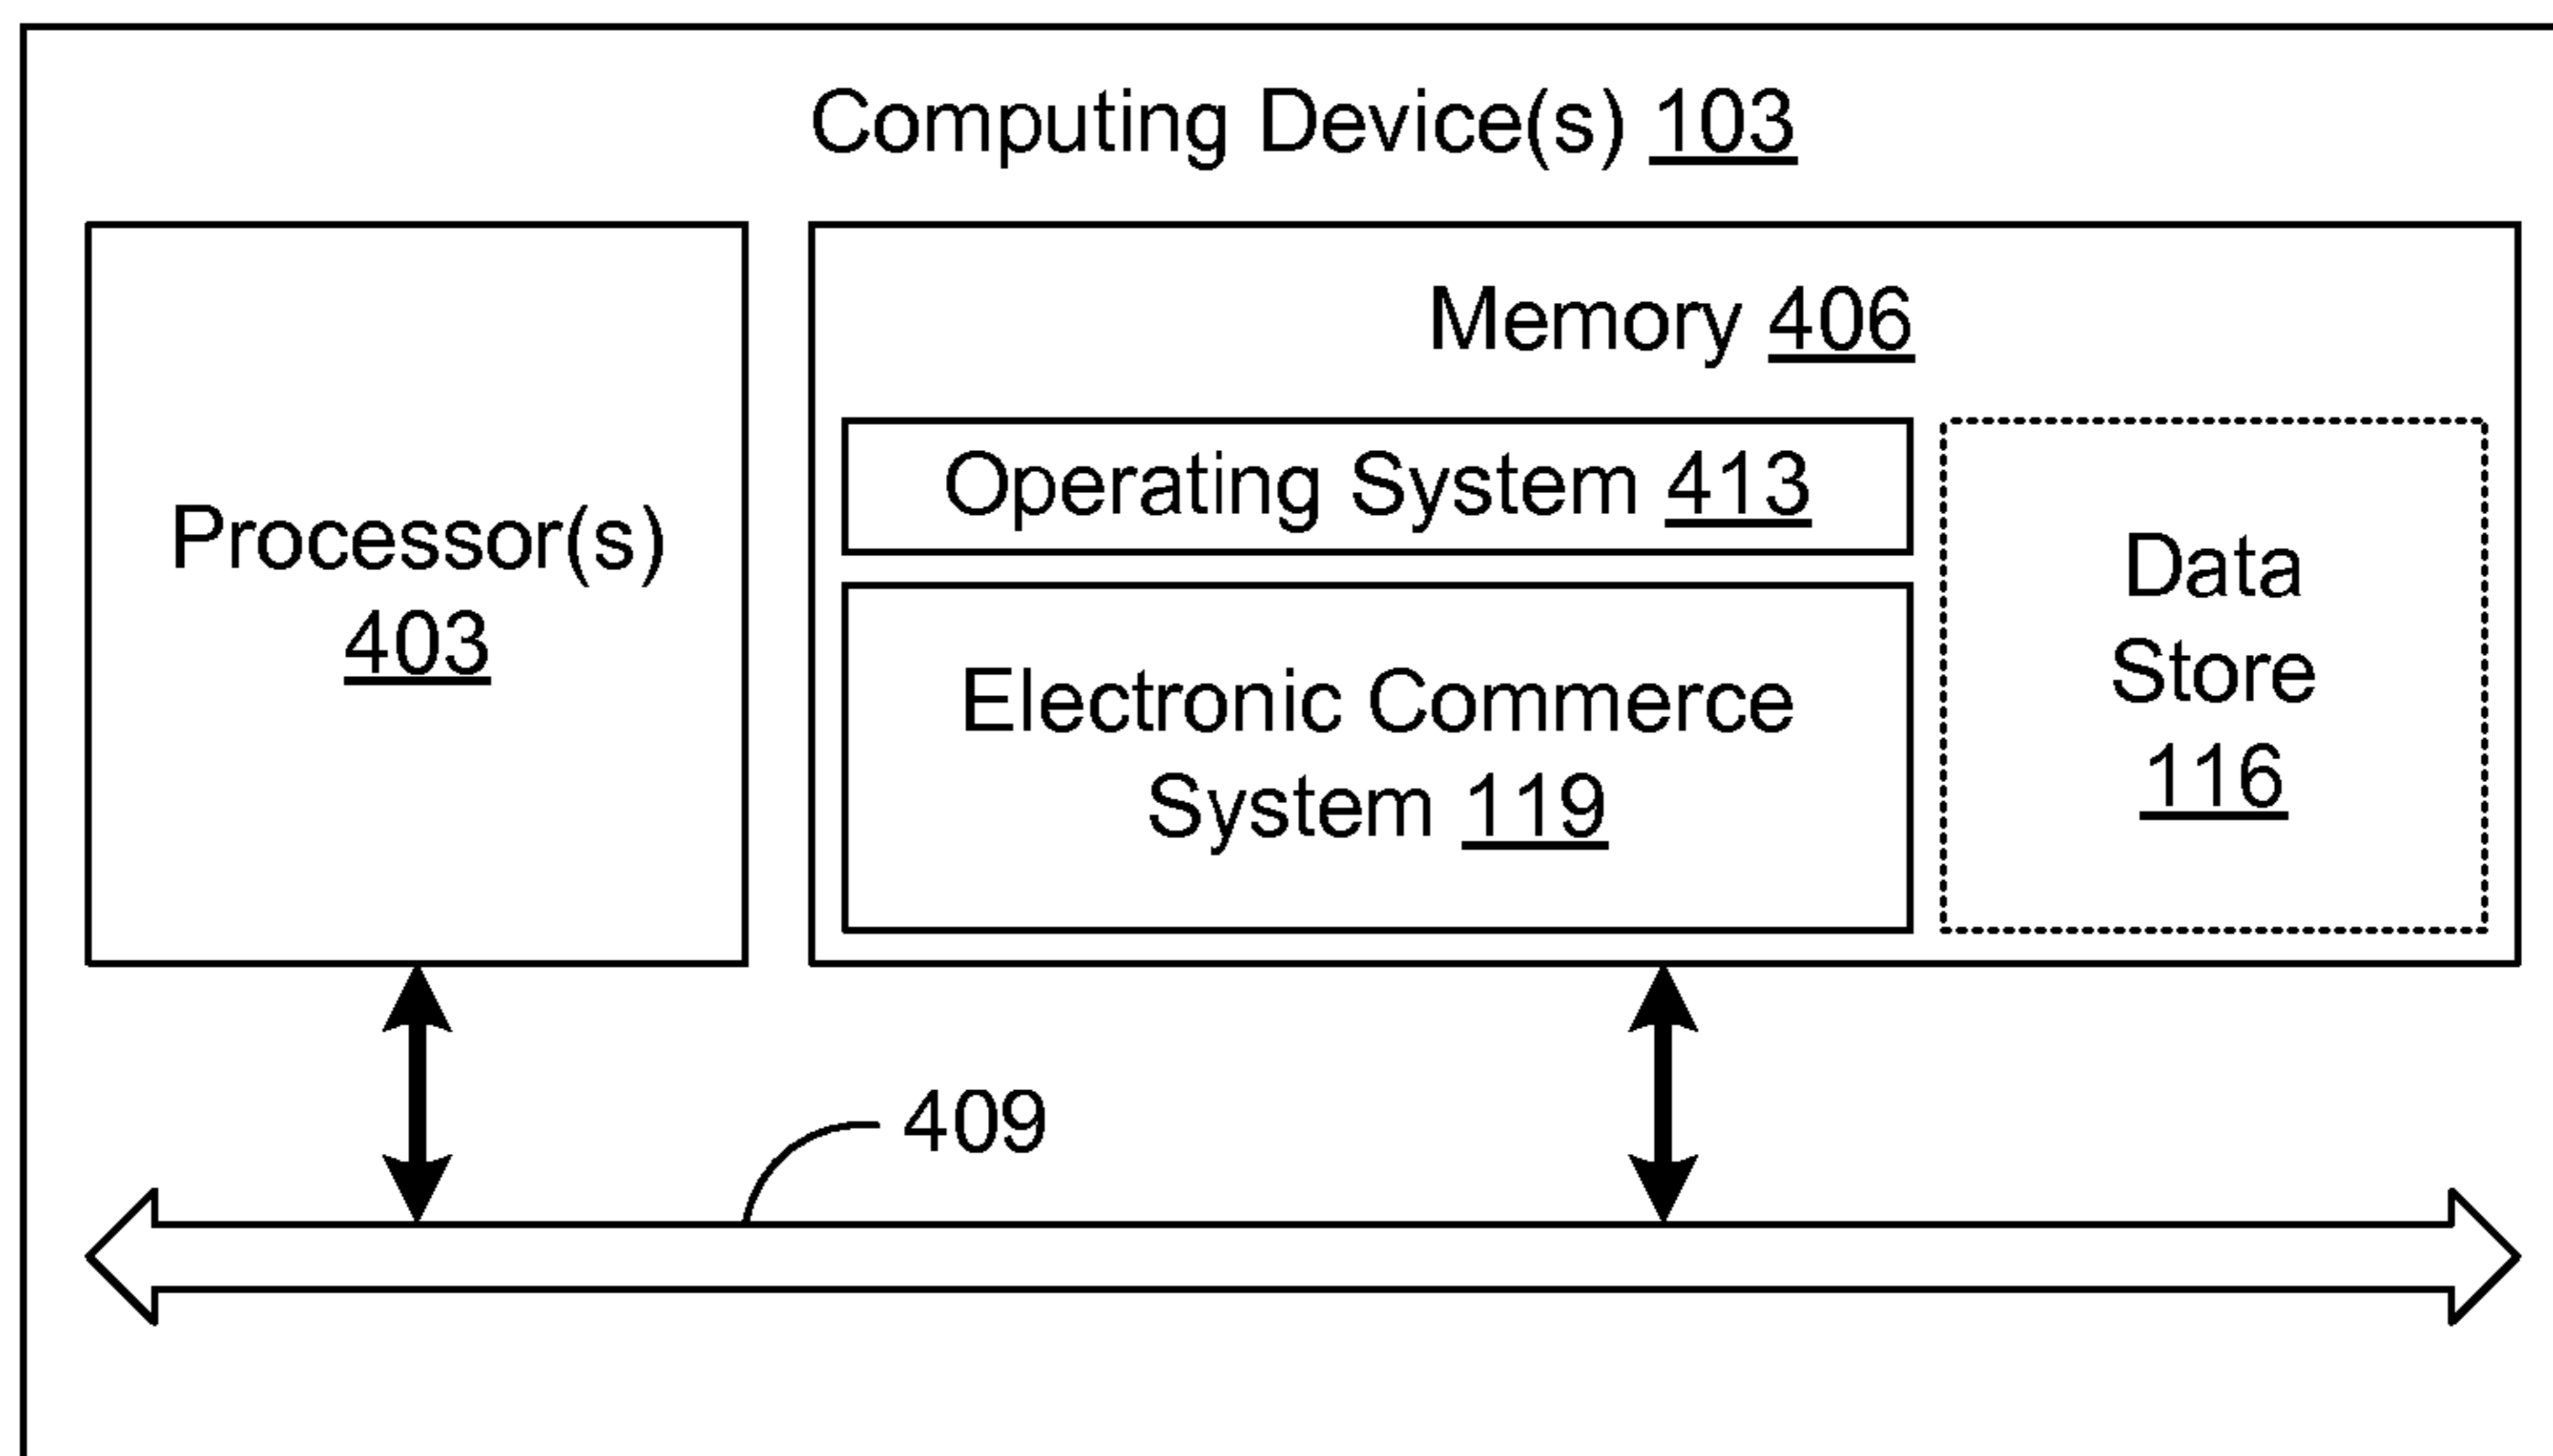 Computing Device(s) 103
Processor(s)
403
Memory 406
Operating System 413
Electronic Commerce
System 119
Data
Store
116
409